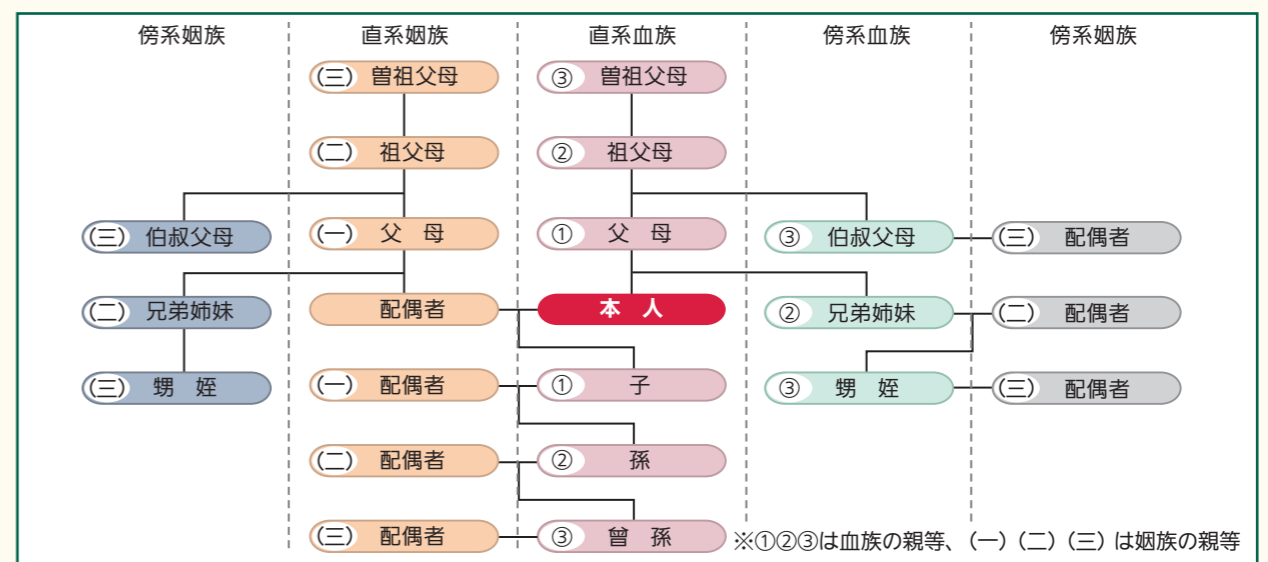 傍系姻族 直系姻族 直系血族 傍系血族 傍系姻族
(三) 曽祖父母 ③ 曽祖父母
(二) 祖父母 ② 祖父母
(三) 伯叔父母 (一) 父 母 ① 父 母 ③ 伯叔父母 (三) 配偶者
(二) 兄弟姉妹 配偶者 本 人 ② 兄弟姉妹 (二) 配偶者
(三) 甥 姪 (一) 配偶者 ① 子 ③ 甥 姪 (三) 配偶者
(二) 配偶者 ② 孫
(三) 配偶者 ③ 曾 孫
※①②③は血族の親等、(一)(二)(三)は姻族の親等